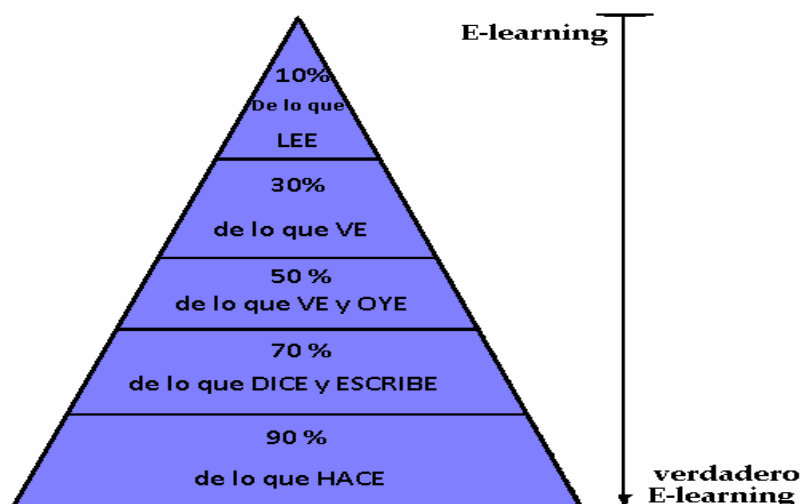 10%
De lo que
LEE
30%
de lo que VE
50 %
de lo que VE y OYE
70 %
de lo que DICE y ESCRIBE
90 %
de lo que HACE
E-learning
verdadero
E-learning